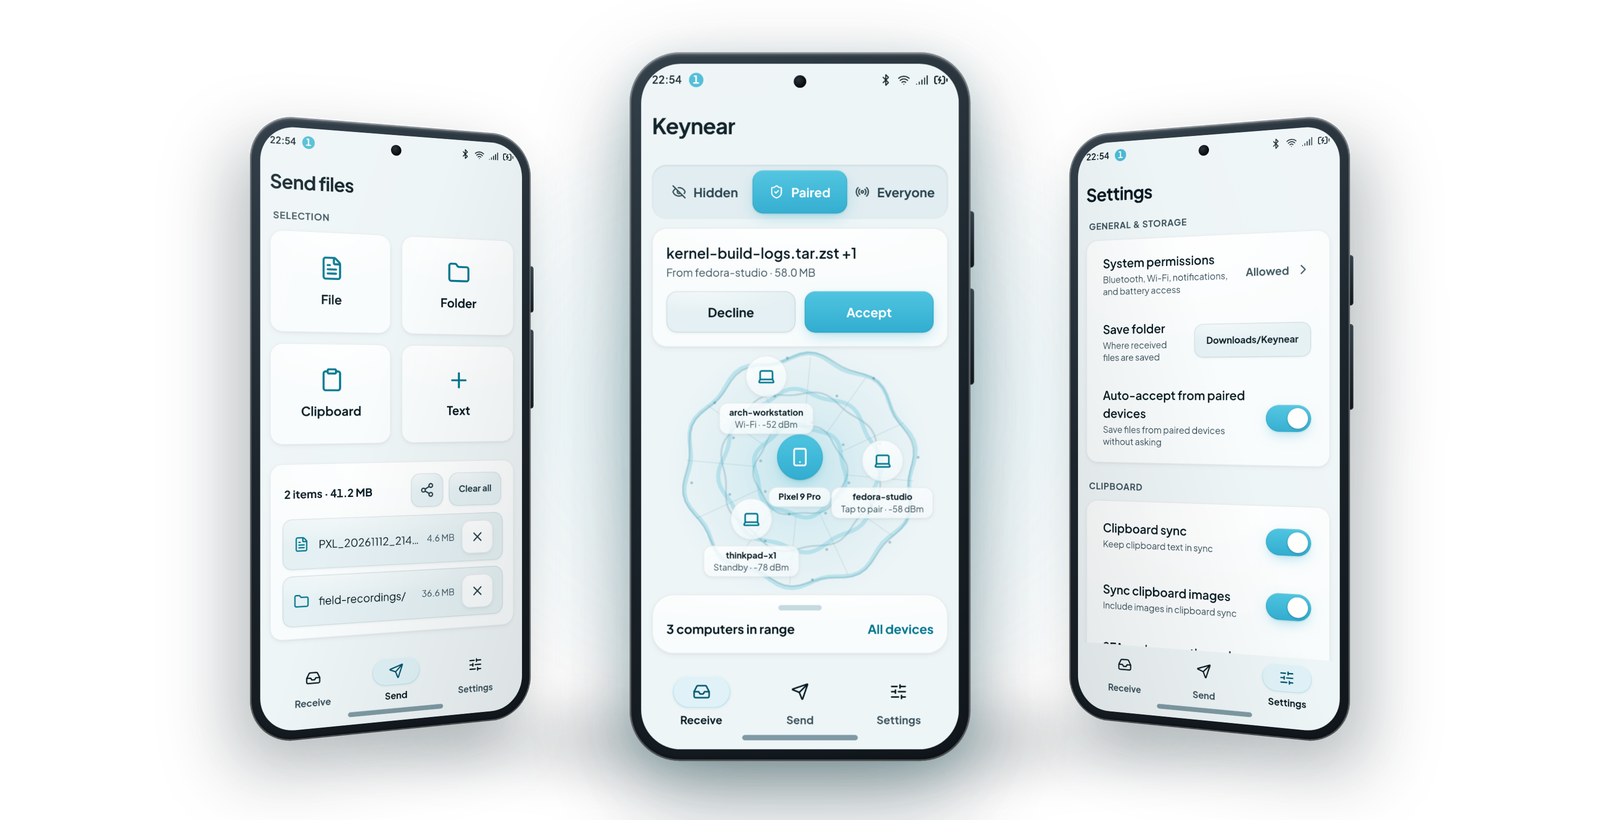 22:54 1
Send files
SELECTION
File
Folder
Clipboard
Text
2 items · 41.2 MB
Clear all
PXL_20261112_214... 4.6 MB
field-recordings/ 36.6 MB
Receive
Send
Settings
22:54 1
Keynear
Hidden
Paired
Everyone
kernel-build-logs.tar.zst +1
From fedora-studio · 58.0 MB
Decline
Accept
arch-workstation
Wi-Fi · -52 dBm
Pixel 9 Pro
fedora-studio
Tap to pair · -58 dBm
thinkpad-x1
Standby · -78 dBm
3 computers in range
All devices
Receive
Send
Settings
22:54 1
Settings
GENERAL & STORAGE
System permissions
Bluetooth, Wi-Fi, notifications,
and battery access
Allowed
Save folder
Where received
files are saved
Downloads/Keynear
Auto-accept from paired
devices
Save files from paired devices
without asking
CLIPBOARD
Clipboard sync
Keep clipboard text in sync
Sync clipboard images
Include images in clipboard sync
Receive
Send
Settings